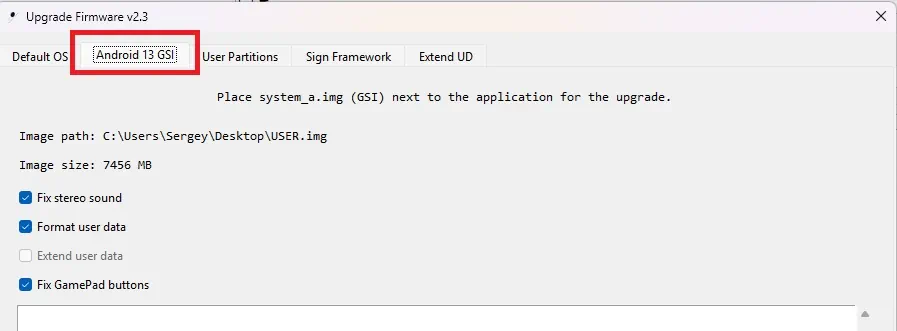 Upgrade Firmware v2.3
Default OS Android 13 GSI User Partitions Sign Framework Extend UD
Place system_a.img (GSI) next to the application for the upgrade.
Image path: C:\Users\Sergey\Desktop\USER.img
Image size: 7456 MB
Fix stereo sound
Format user data
Extend user data
Fix GamePad buttons